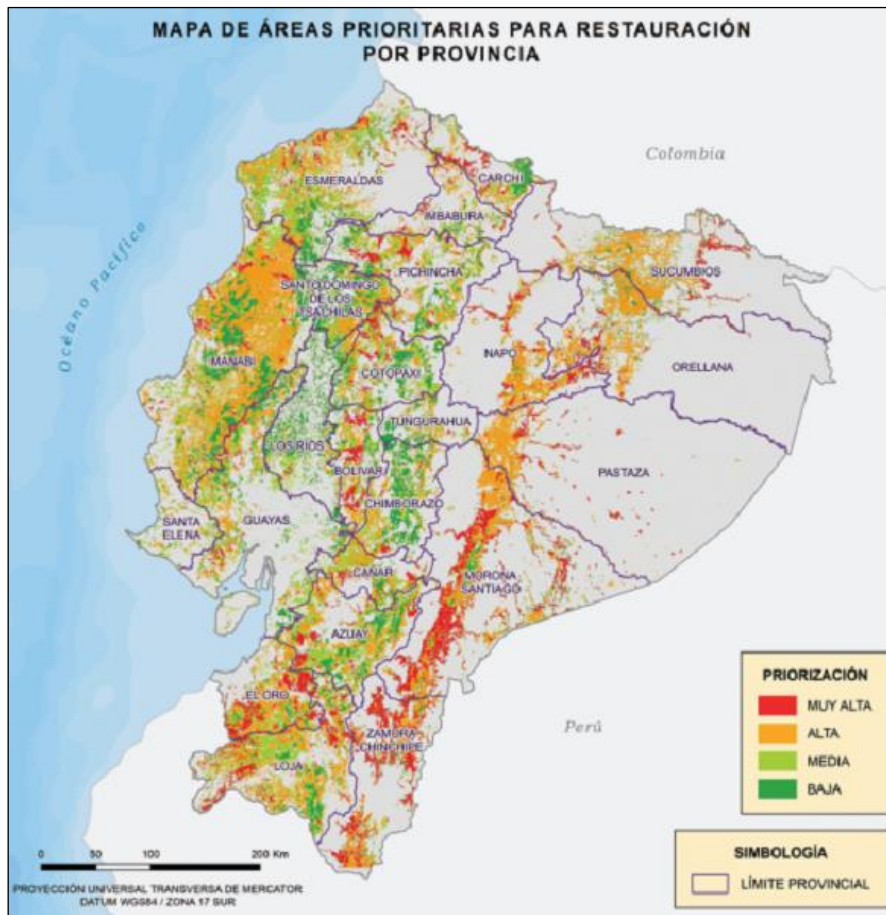 MAPA DE ÁREAS PRIORITARIAS PARA RESTAURACIÓN
POR PROVINCIA
Colombia
Océano Pacífico
ESMERALDAS
CARCHI
IMBABURA
SUCUMBIOS
PICHINCHA
SANTO DOMINGO
DE LOS
TSACHILAS
MANABI
NAPO
ORELLANA
COTOPAXI
TUNGURAHUA
LOS RIOS
BOLIVAR
PASTAZA
CHIMBORAZO
SANTA
ELENA
GUAYAS
CAÑAR
MORONA
SANTIAGO
AZUAY
EL ORO
ZAMORA
CHINCHIPE
LOJA
Perú
PRIORIZACIÓN
MUY ALTA
ALTA
MEDIA
BAJA
0 50 100 200 Km
SIMBOLOGÍA
LÍMITE PROVINCIAL
PROYECCIÓN UNIVERSAL TRANSVERSA DE MERCATOR
DATUM WGS84 / ZONA 17 SUR